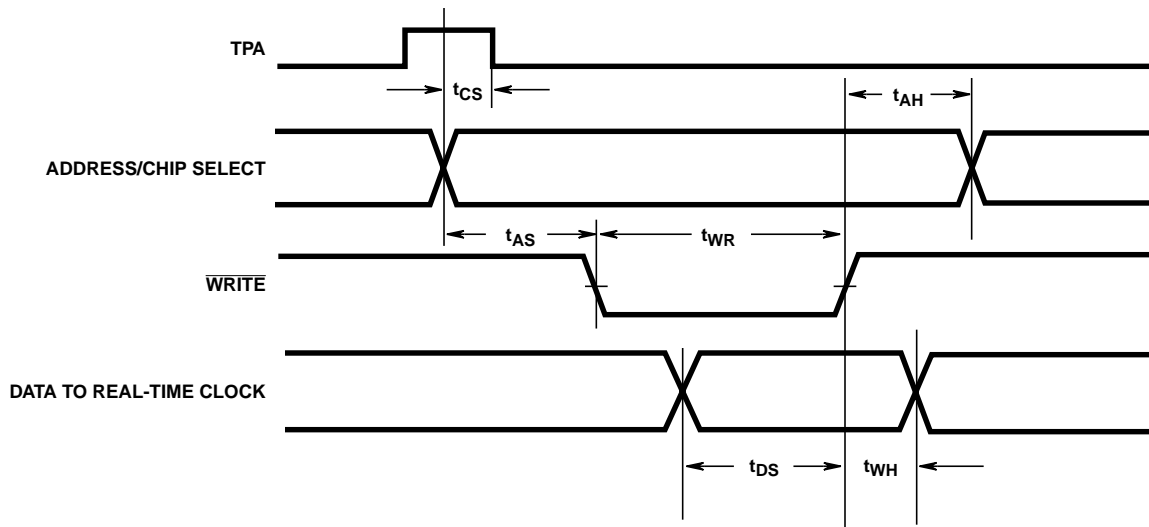 TPA
tCS
tAH
ADDRESS/CHIP SELECT
tAS
tWR
WRITE
DATA TO REAL-TIME CLOCK
tDS
tWH